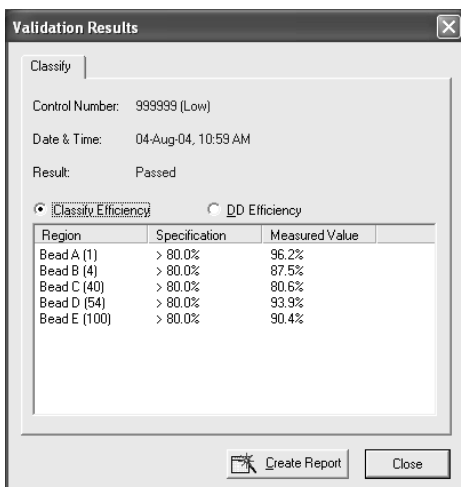 Validation Results
Classify
Control Number: 999999 (Low)
Date & Time: 04-Aug-04, 10:59 AM
Result: Passed
Classify Efficiency DD Efficiency
Region Specification Measured Value
Bead A (1) > 80.0% 96.2%
Bead B (4) > 80.0% 87.5%
Bead C (40) > 80.0% 80.6%
Bead D (54) > 80.0% 93.9%
Bead E (100) > 80.0% 90.4%
Create Report Close